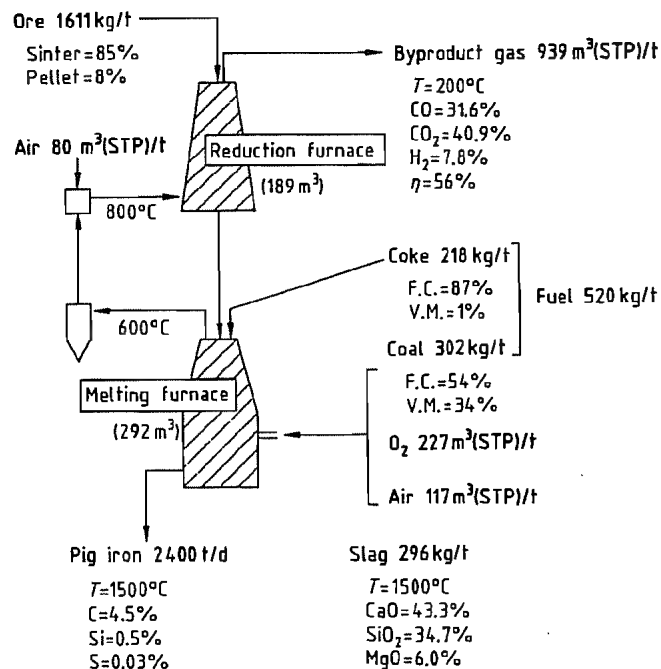 Ore 1611 kg/t
Sinter=85%
Pellet=8%
Byproduct gas 939 m³(STP)/t
T=200°C
CO=31.6%
CO₂=40.9%
H₂=7.8%
η=56%
Air 80 m³(STP)/t
Reduction furnace
(189 m³)
800°C
Coke 218 kg/t
F.C.=87%
V.M.=1%
Fuel 520 kg/t
600°C
Coal 302 kg/t
F.C.=54%
V.M.=34%
Melting furnace
(292 m³)
O₂ 227 m³(STP)/t
Air 117 m³(STP)/t
Pig iron 2400 t/d
T=1500°C
C=4.5%
Si=0.5%
S=0.03%
Slag 296 kg/t
T=1500°C
CaO=43.3%
SiO₂=34.7%
MgO=6.0%